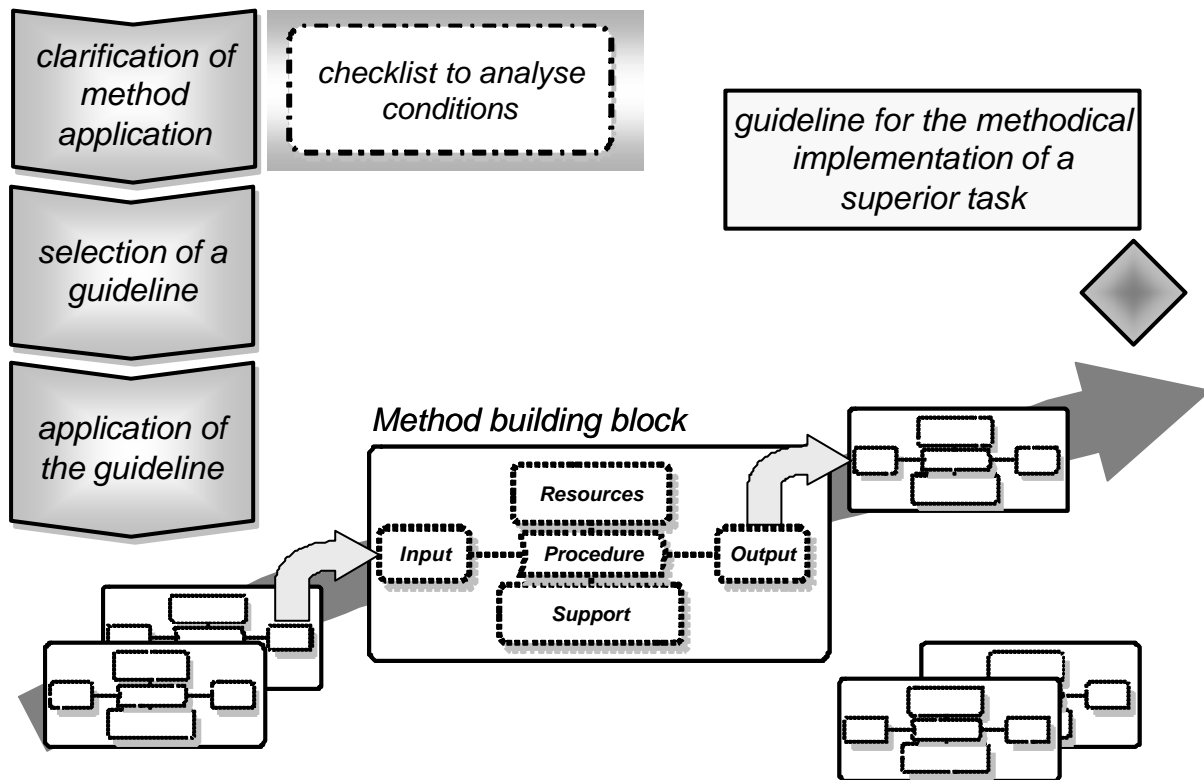 clarification of
method
application
checklist to analyse
conditions
guideline for the methodical
implementation of a
superior task
selection of a
guideline
application of
the guideline
Method building block
Resources
Input
Procedure
Output
Support